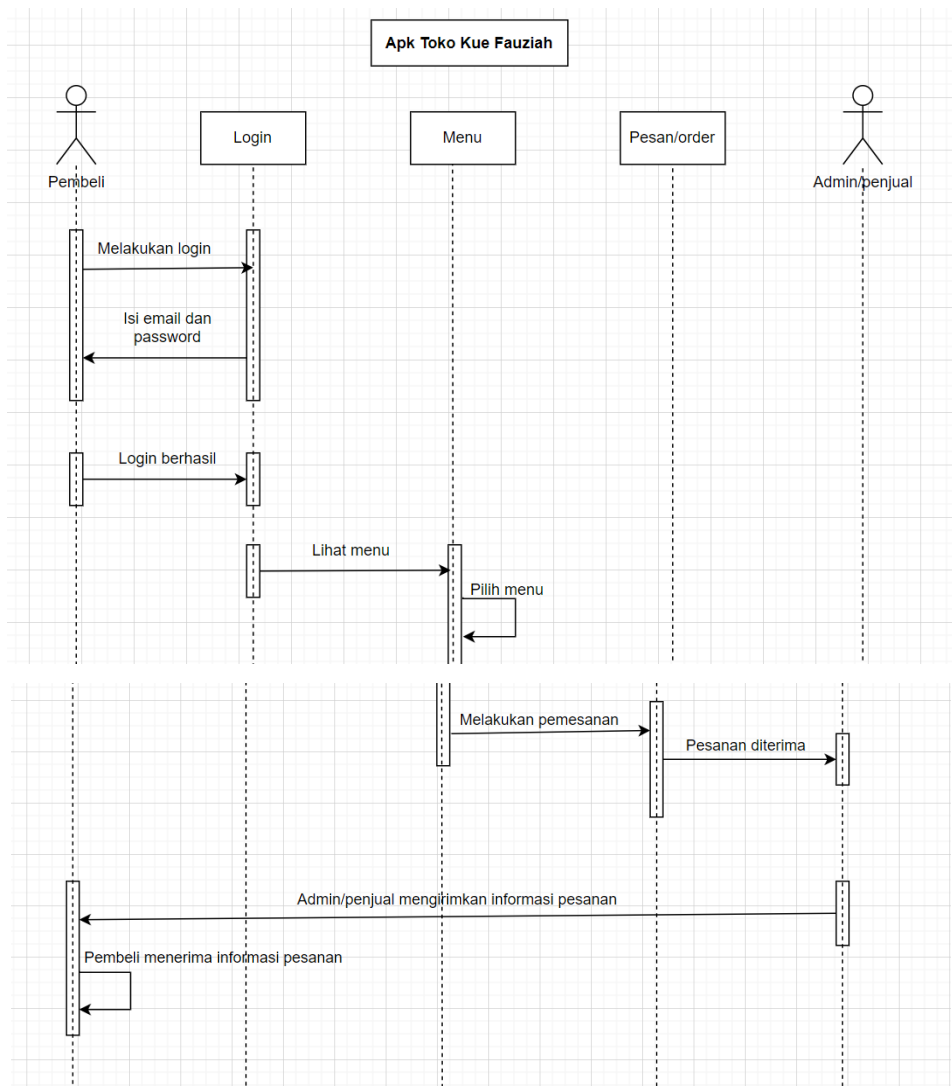 Apk Toko Kue Fauziah
Login
Menu
Pesan/order
Pembeli
Admin/penjual
Melakukan login
Isi email dan
password
Login berhasil
Lihat menu
Pilih menu
Melakukan pemesanan
Pesanan diterima
Admin/penjual mengirimkan informasi pesanan
Pembeli menerima informasi pesanan